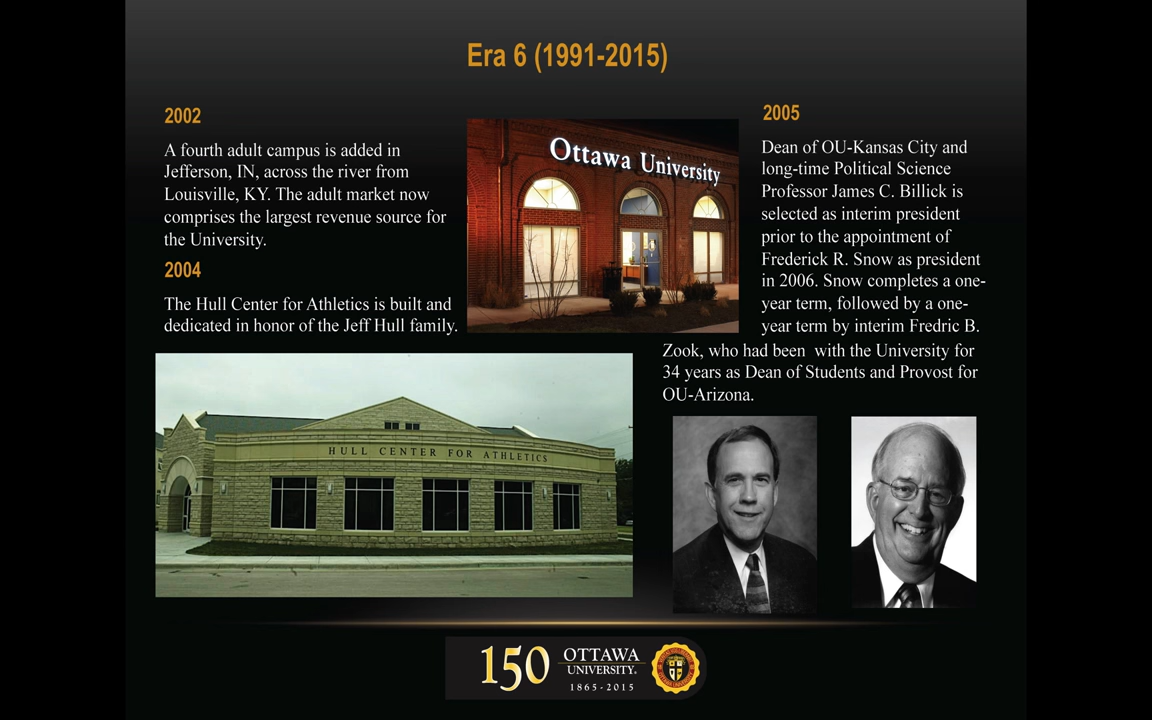 Era 6 (1991-2015)
2002
A fourth adult campus is added in
Jefferson, IN, across the river from
Louisville, KY. The adult market now
comprises the largest revenue source for
the University.
2004
The Hull Center for Athletics is built and
dedicated in honor of the Jeff Hull family.
Ottawa University
HULL CENTER FOR ATHLETICS
2005
Dean of OU-Kansas City and
long-time Political Science
Professor James C. Billick is
selected as interim president
prior to the appointment of
Frederick R. Snow as president
in 2006. Snow completes a one-
year term, followed by a one-
year term by interim Fredric B.
Zook, who had been with the University for
34 years as Dean of Students and Provost for
OU-Arizona.
150
OTTAWA
UNIVERSITY.
1865-2015